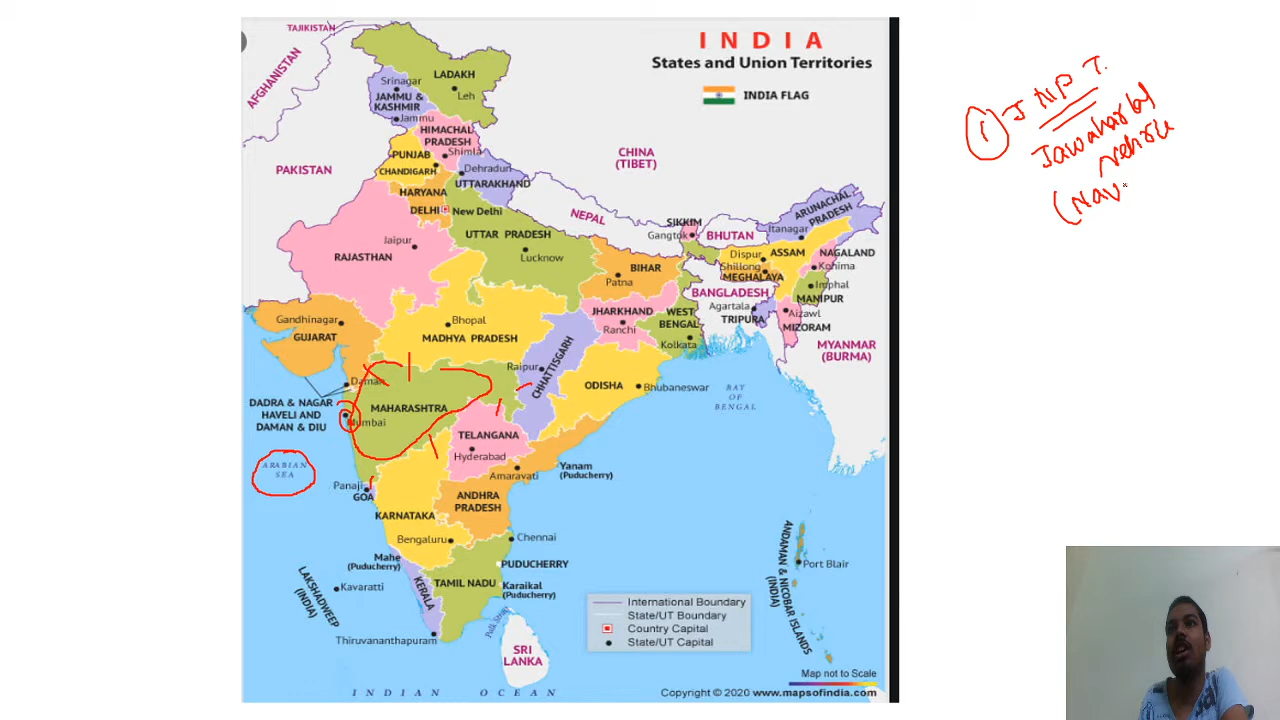 TAJIKISTAN
INDIA
States and Union Territories
INDIA FLAG
AFGHANISTAN
LADAKH
Leh
Srinagar
JAMMU &
KASHMIR
Jammu
HIMACHAL
PRADESH
Shimla
PUNJAB
CHANDIGARH
Dehradun
UTTARAKHAND
HARYANA
DELHI
New Delhi
PAKISTAN
CHINA
(TIBET)
NEPAL
SIKKIM
Gangtok
BHUTAN
ARUNACHAL
PRADESH
Itanagar
UTTAR PRADESH
Lucknow
Jaipur
RAJASTHAN
BIHAR
Patna
Dispur
ASSAM
NAGALAND
Shillong
Kohima
MEGHALAYA
Imphal
MANIPUR
BANGLADESH
Agartala
TRIPURA
Aizawl
MIZORAM
MYANMAR
(BURMA)
Gandhinagar
GUJARAT
Bhopal
MADHYA PRADESH
JHARKHAND
Ranchi
WEST
BENGAL
Kolkata
Raipur
CHHATTISGARH
ODISHA
Bhubaneswar
BAY
OF
BENGAL
Daman
DADRA & NAGAR
HAVELI AND
DAMAN & DIU
Mumbai
MAHARASHTRA
TELANGANA
Hyderabad
ARABIAN
SEA
Panaji
GOA
Amaravati
Yanam
(Puducherry)
ANDHRA
PRADESH
KARNATAKA
Bengaluru
Chennai
Mahe
(Puducherry)
PUDUCHERRY
TAMIL NADU
Karaikal
(Puducherry)
KERALA
LAKSHADWEEP
(INDIA)
Kavaratti
Thiruvananthapuram
Palk Strait
SRI
LANKA
ANDAMAN & NICOBAR ISLANDS
(INDIA)
Port Blair
International Boundary
State/UT Boundary
Country Capital
State/UT Capital
Map not to Scale
INDIAN OCEAN
Copyright © 2020 www.mapsofindia.com
① JNPT.
Jawaharlal
Nehru
(Nav